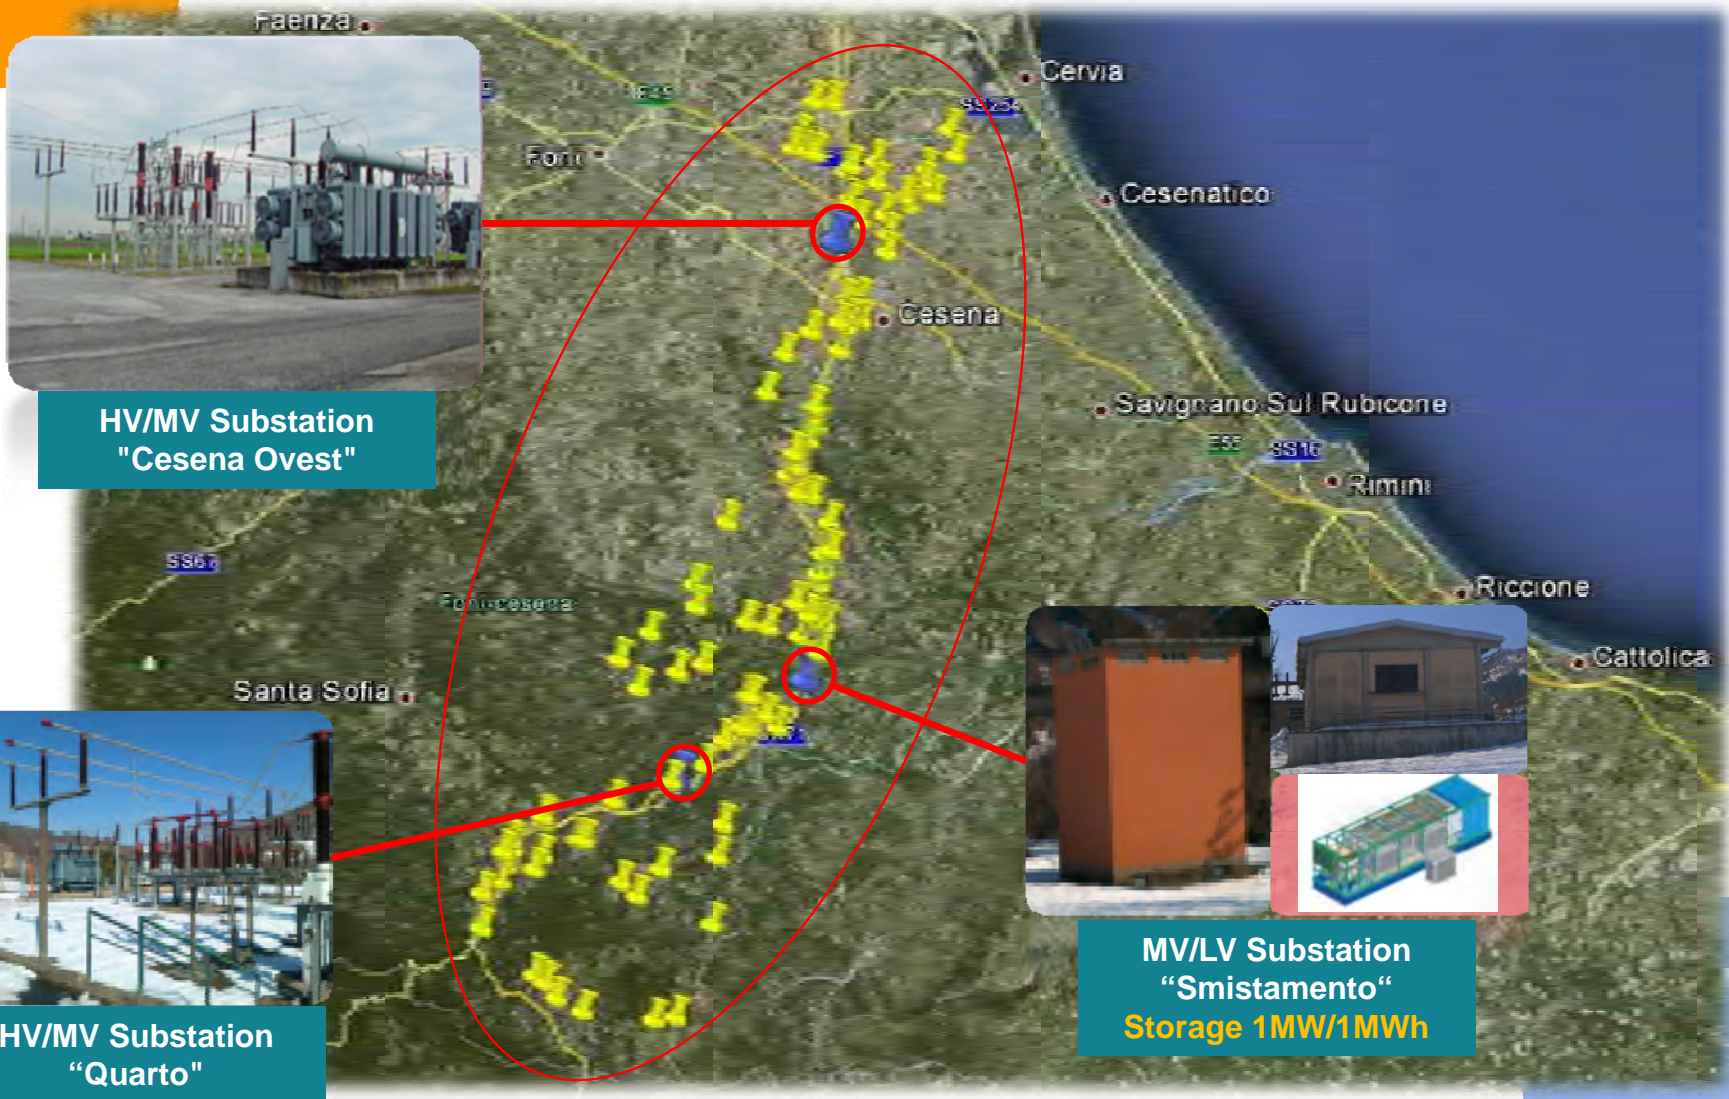 Faenza
Cervia
Cesenatico
Cesena
Savignano Sul Rubicone
SS16
Rimini
Riccione
Cattolica
Santa Sofia
HV/MV Substation
"Cesena Ovest"
HV/MV Substation
“Quarto"
MV/LV Substation
“Smistamento“
Storage 1MW/1MWh